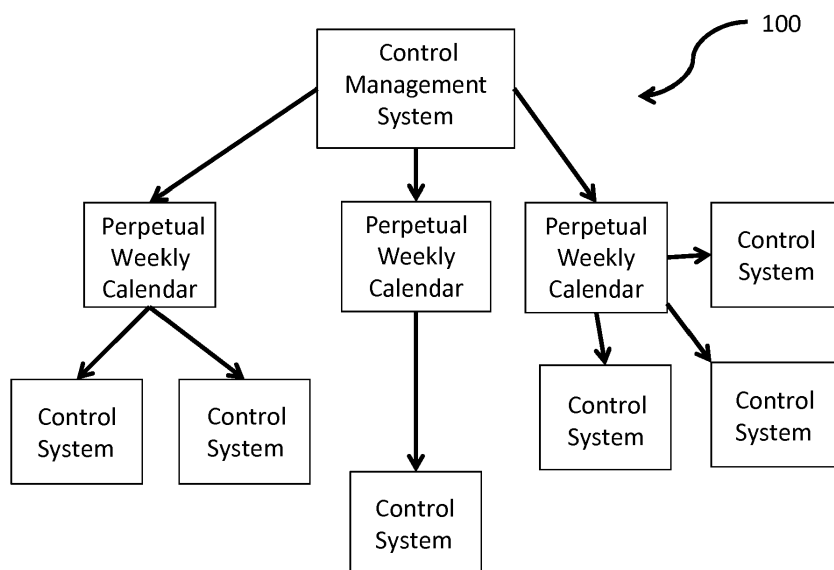 100
Control
Management
System
Perpetual
Weekly
Calendar
Perpetual
Weekly
Calendar
Perpetual
Weekly
Calendar
Control
System
Control
System
Control
System
Control
System
Control
System
Control
System